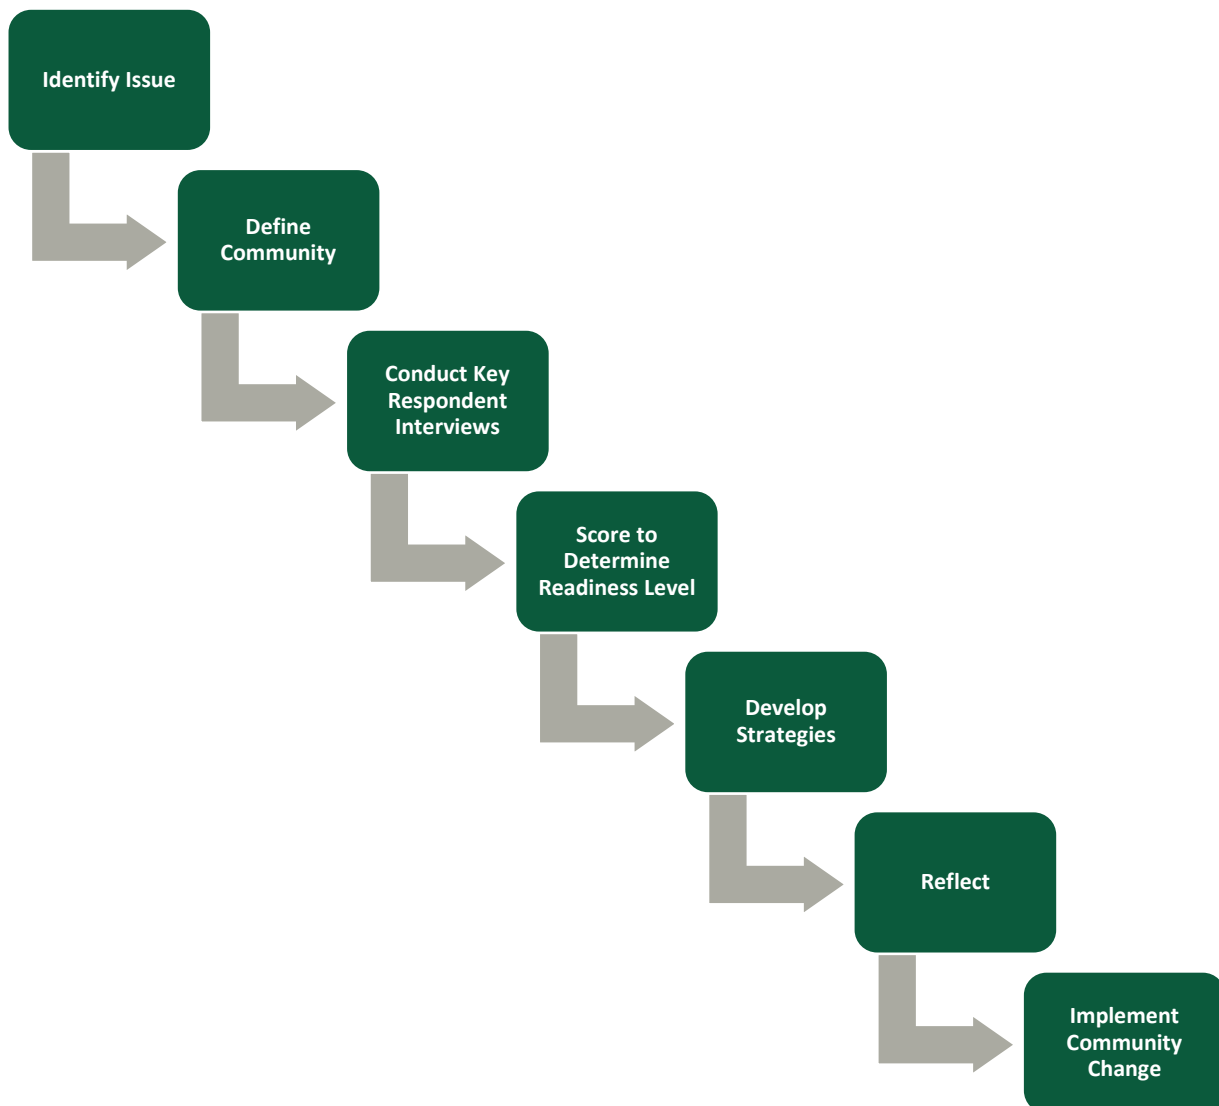 Identify Issue
Define
Community
Conduct Key
Respondent
Interviews
Score to
Determine
Readiness Level
Develop
Strategies
Reflect
Implement
Community
Change